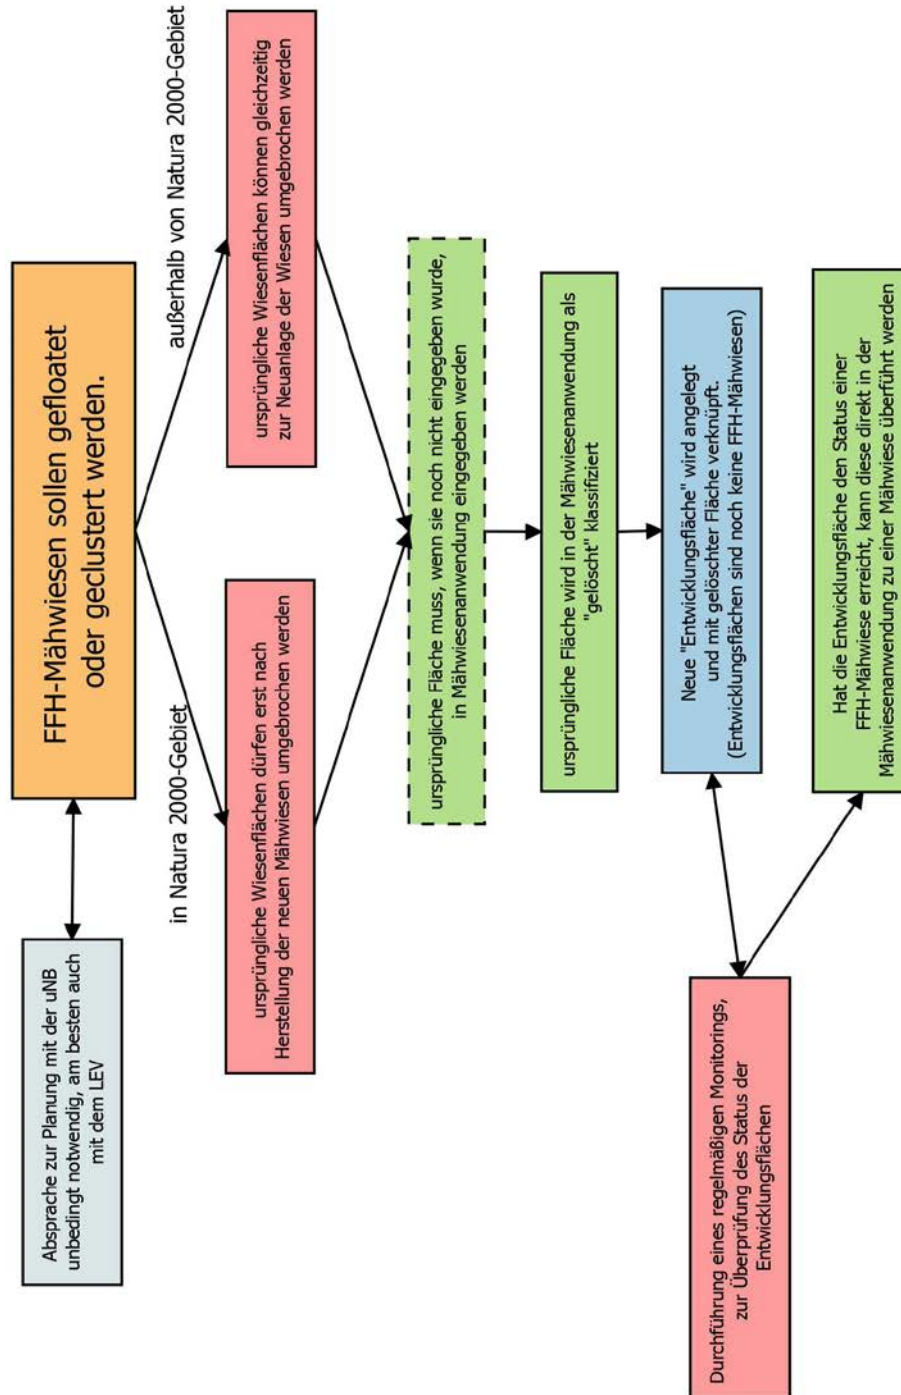 FFH-Mähwiesen sollen gefloatet
oder geclustert werden.
Absprache zur Planung mit der uNB
unbedingt notwendig, am besten auch
mit dem LEV
in Natura 2000-Gebiet
außerhalb von Natura 2000-Gebiet
ursprüngliche Wiesenflächen dürfen erst nach
Herstellung der neuen Mähwiesen umgebrochen werden
ursprüngliche Wiesenflächen können gleichzeitig
zur Neuanlage der Wiesen umgebrochen werden
ursprüngliche Fläche muss, wenn sie noch nicht eingegeben wurde,
in Mähwiesenanwendung eingegeben werden
ursprüngliche Fläche wird in der Mähwiesenanwendung als
"gelöscht" klassifiziert
Neue "Entwicklungsfläche" wird angelegt
und mit gelöschter Fläche verknüpft.
(Entwicklungsflächen sind noch keine FFH-Mähwiesen)
Durchführung eines regelmäßigen Monitorings,
zur Überprüfung des Status der
Entwicklungsflächen
Hat die Entwicklungsfläche den Status einer
FFH-Mähwiese erreicht, kann diese direkt in der
Mähwiesenanwendung zu einer Mähwiese überführt werden